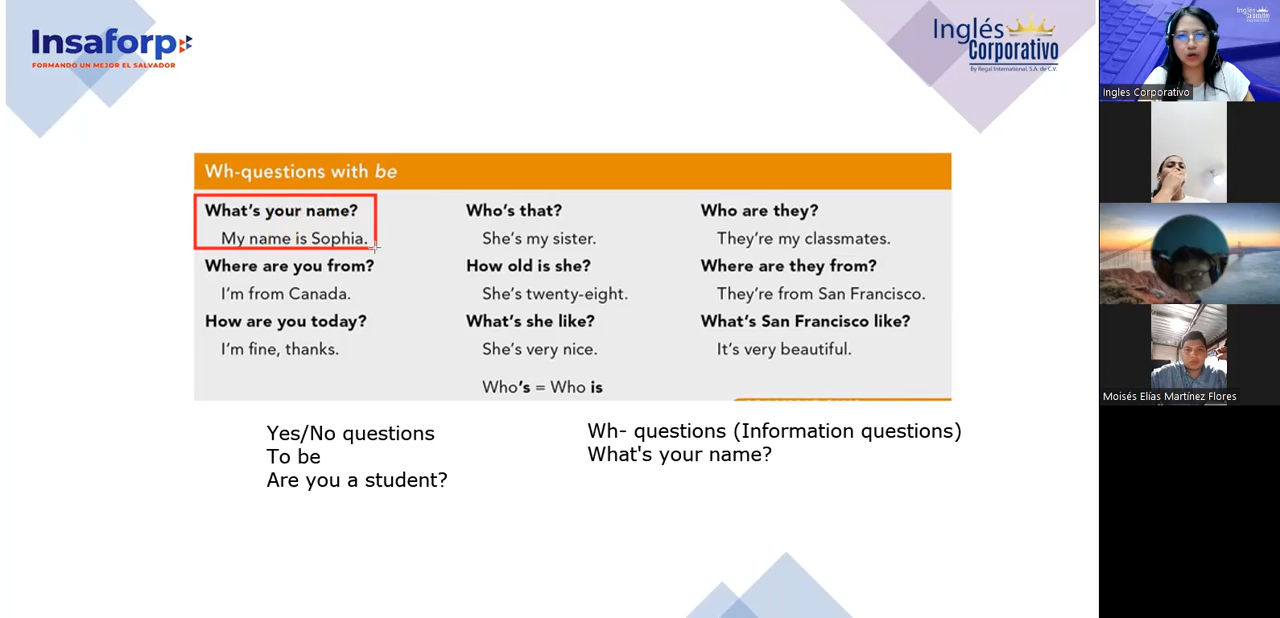 Insaforp
FORMANDO UN MEJOR EL SALVADOR
Inglés
Corporativo
By Regal International, S.A. de C.V.
Wh-questions with be
What's your name?
My name is Sophia.
Where are you from?
I'm from Canada.
How are you today?
I'm fine, thanks.
Who's that?
She's my sister.
How old is she?
She's twenty-eight.
What's she like?
She's very nice.
Who's = Who is
Who are they?
They're my classmates.
Where are they from?
They're from San Francisco.
What's San Francisco like?
It's very beautiful.
Yes/No questions
To be
Are you a student?
Wh- questions (Information questions)
What's your name?
Inglés
Ingles Corporativo
Moisés Elías Martínez Flores